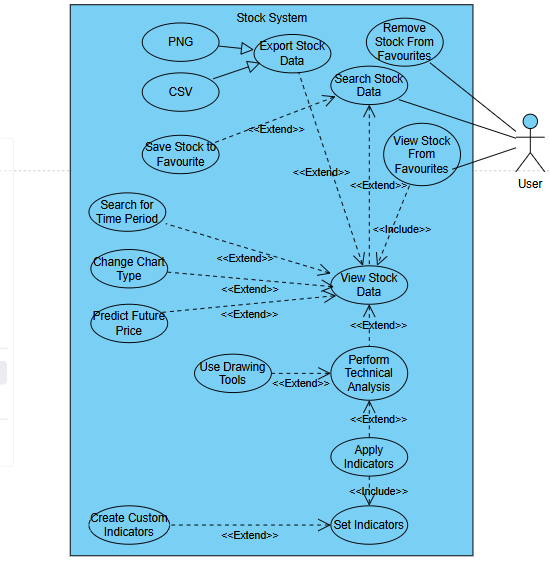 Stock System
PNG
Export Stock
Data
Remove
Stock From
Favourites
CSV
Search Stock
Data
<<Extend>>
Save Stock to
Favourite
View Stock
From
Favourites
User
<<Extend>>
<<Extend>>
Search for
Time Period
<<Include>>
<<Extend>>
Change Chart
Type
<<Extend>>
View Stock
Data
Predict Future
Price
<<Extend>>
<<Extend>>
Use Drawing
Tools
<<Extend>>
Perform
Technical
Analysis
<<Extend>>
Apply
Indicators
<<Include>>
Create Custom
Indicators
<<Extend>>
Set Indicators